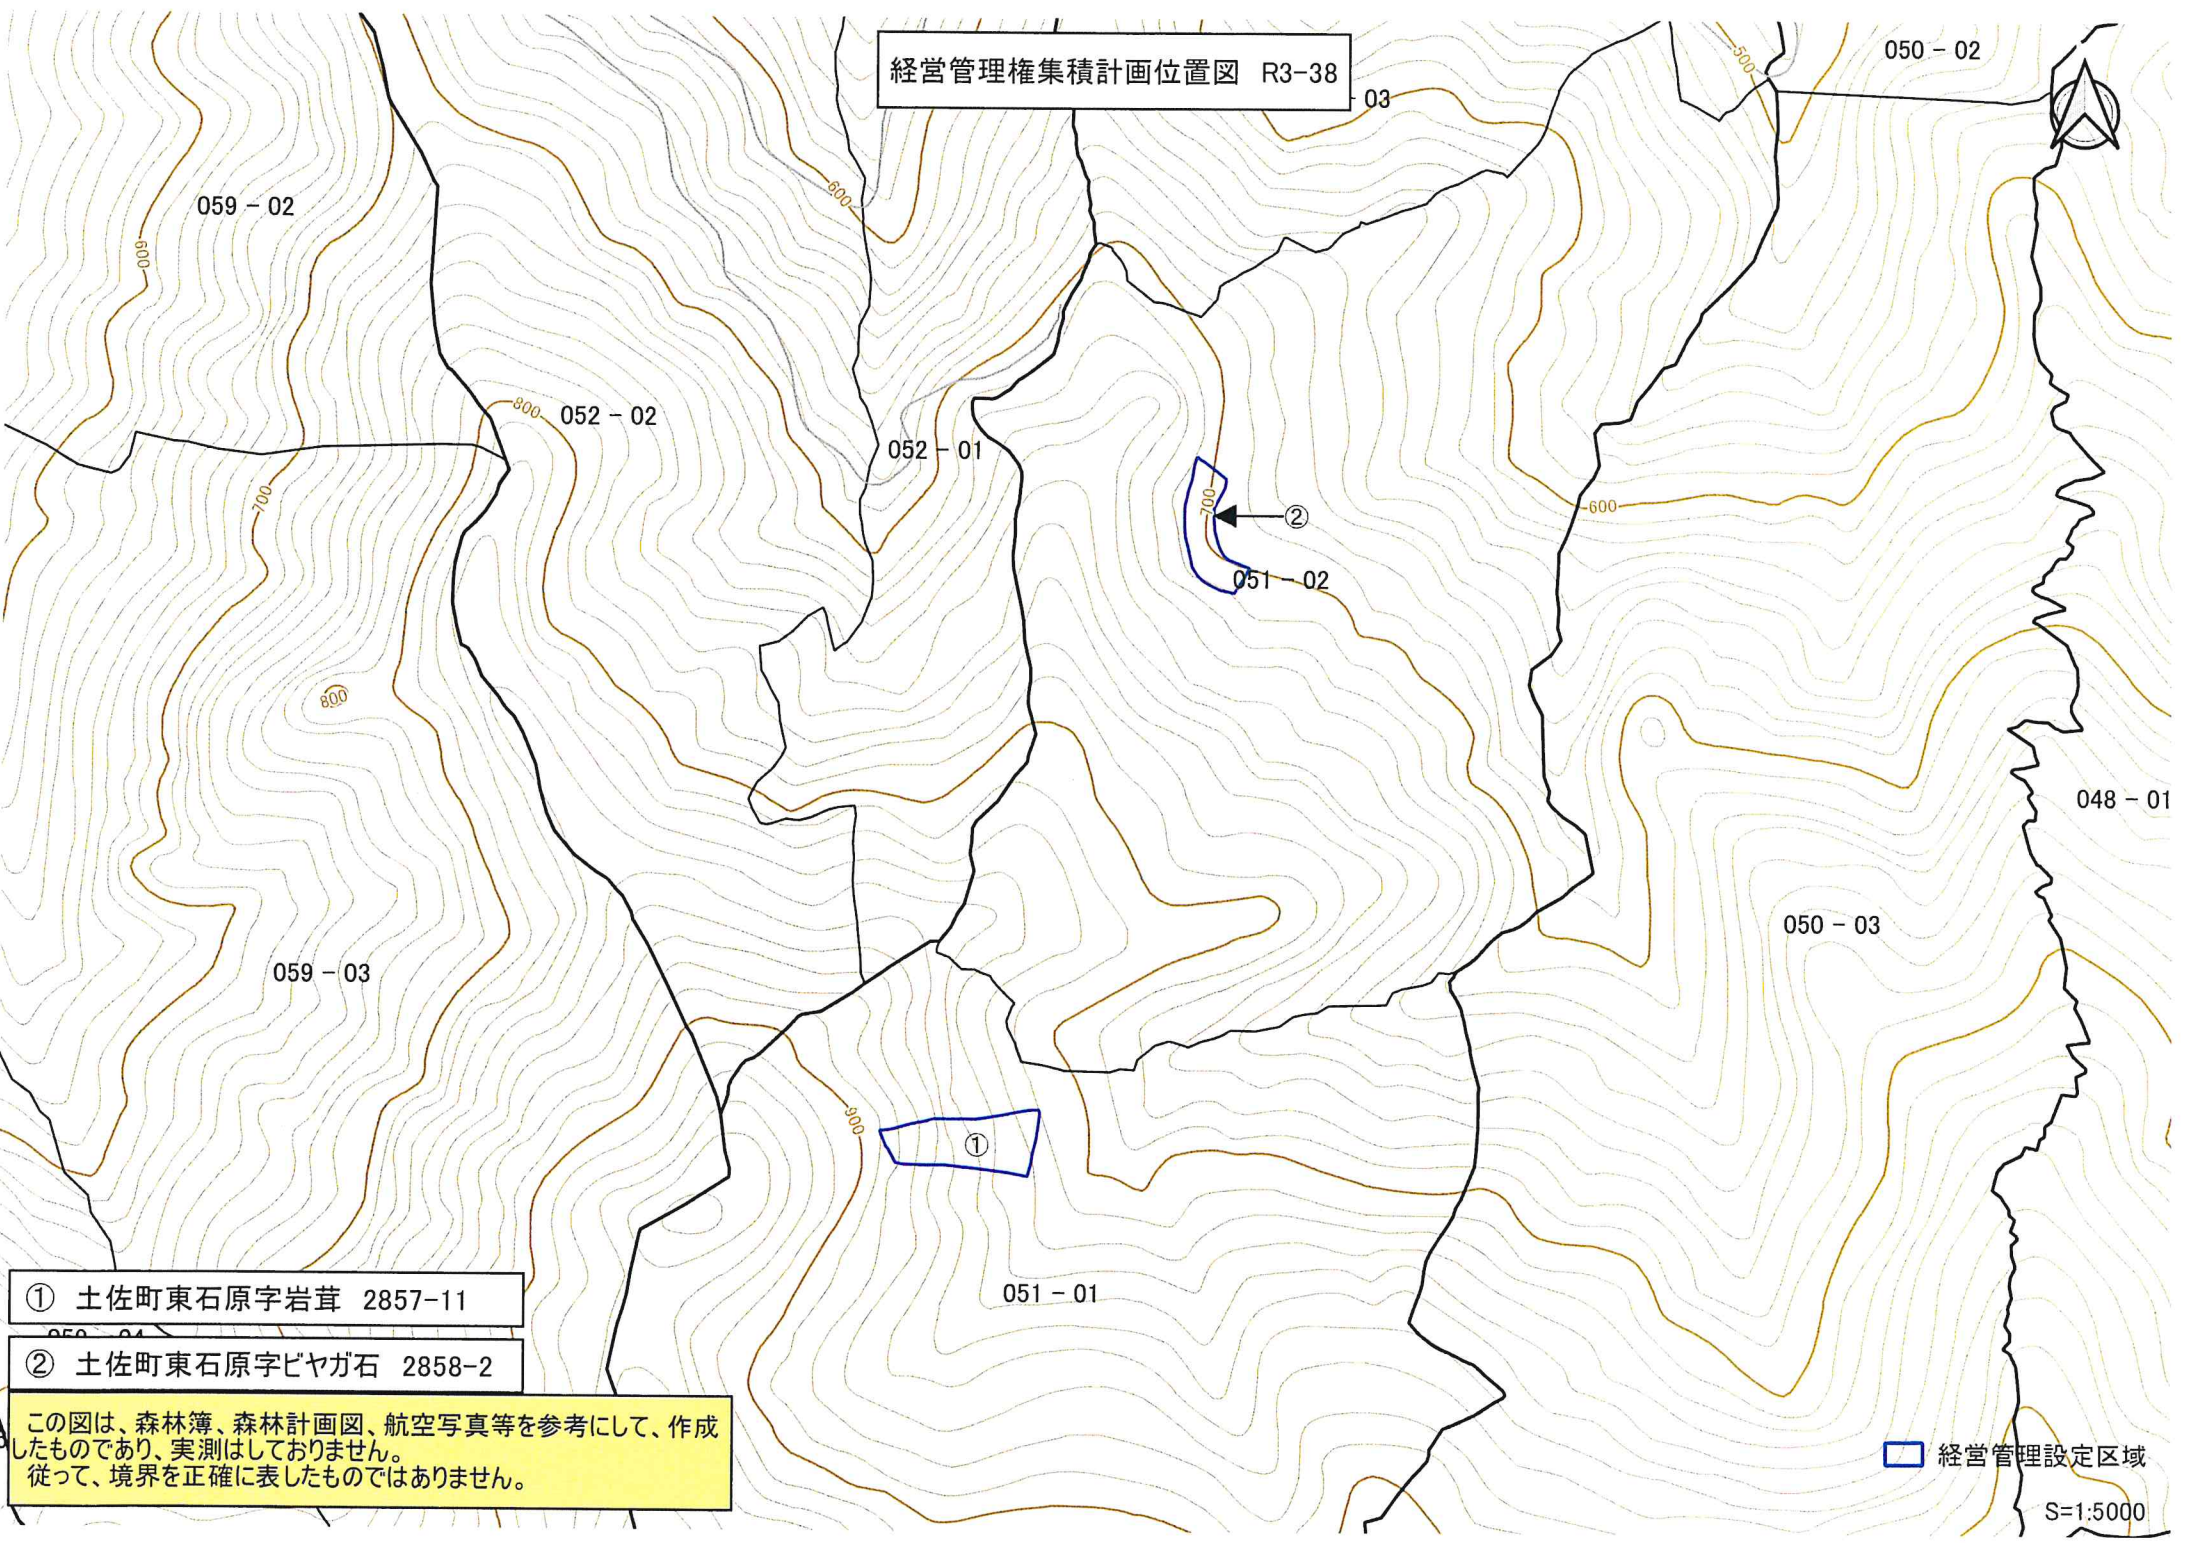 経営管理権集積計画位置図 R3-38
050-02
03
500
059-02
600
600
800
052-02
052-01
700
700
②
600
051-02
800
048-01
050-03
059-03
900
①
051-01
① 土佐町東石原字岩茸 2857-11
② 土佐町東石原字ビヤガ石 2858-2
この図は、森林簿、森林計画図、航空写真等を参考にして、作成
したものであり、実測はしておりません。
従って、境界を正確に表したものではありません。
経営管理設定区域
S=1:5000